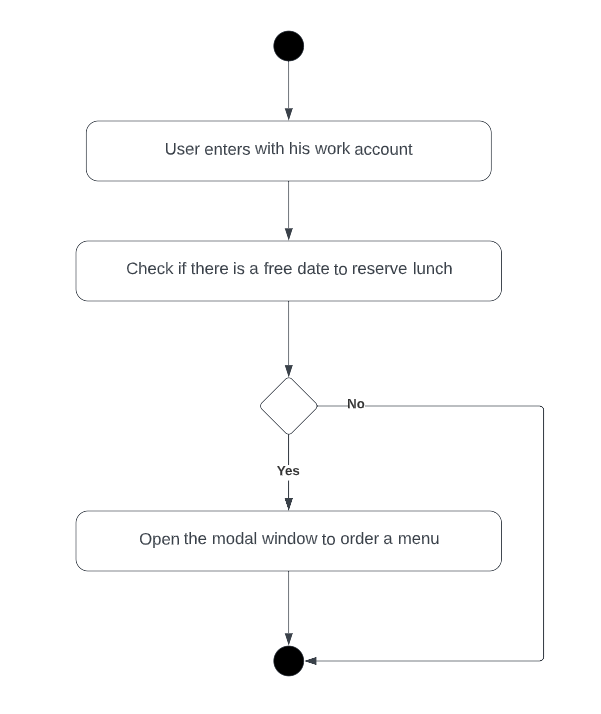 User enters with his work account
Check if there is a free date to reserve lunch
No
Yes
Open the modal window to order a menu